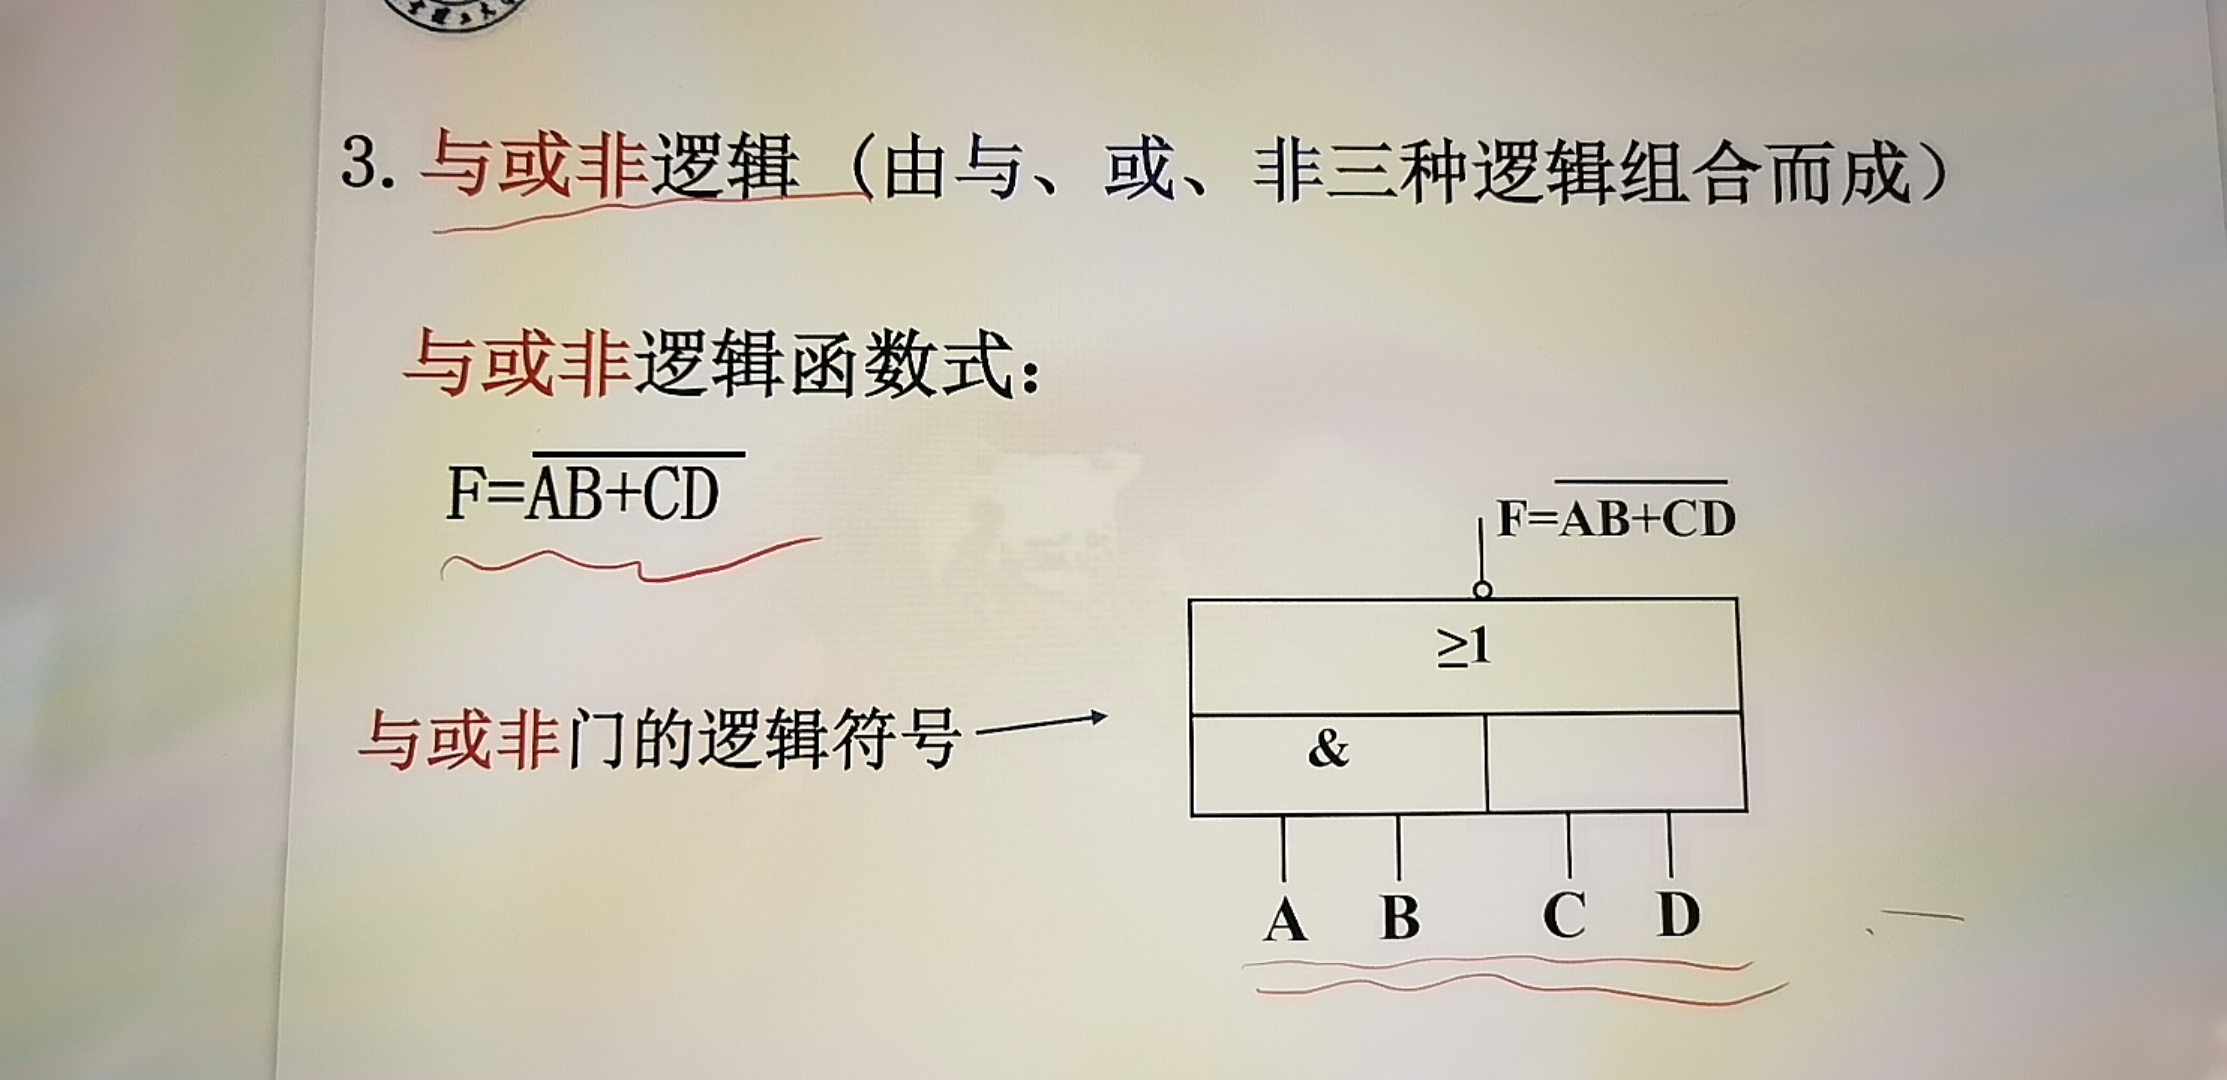 3. 与或非逻辑（由与、或、非三种逻辑组合而成）
与或非逻辑函数式：
F=\overline{AB+CD}
F=\overline{AB+CD}
≥1
与或非门的逻辑符号
&
A B C D